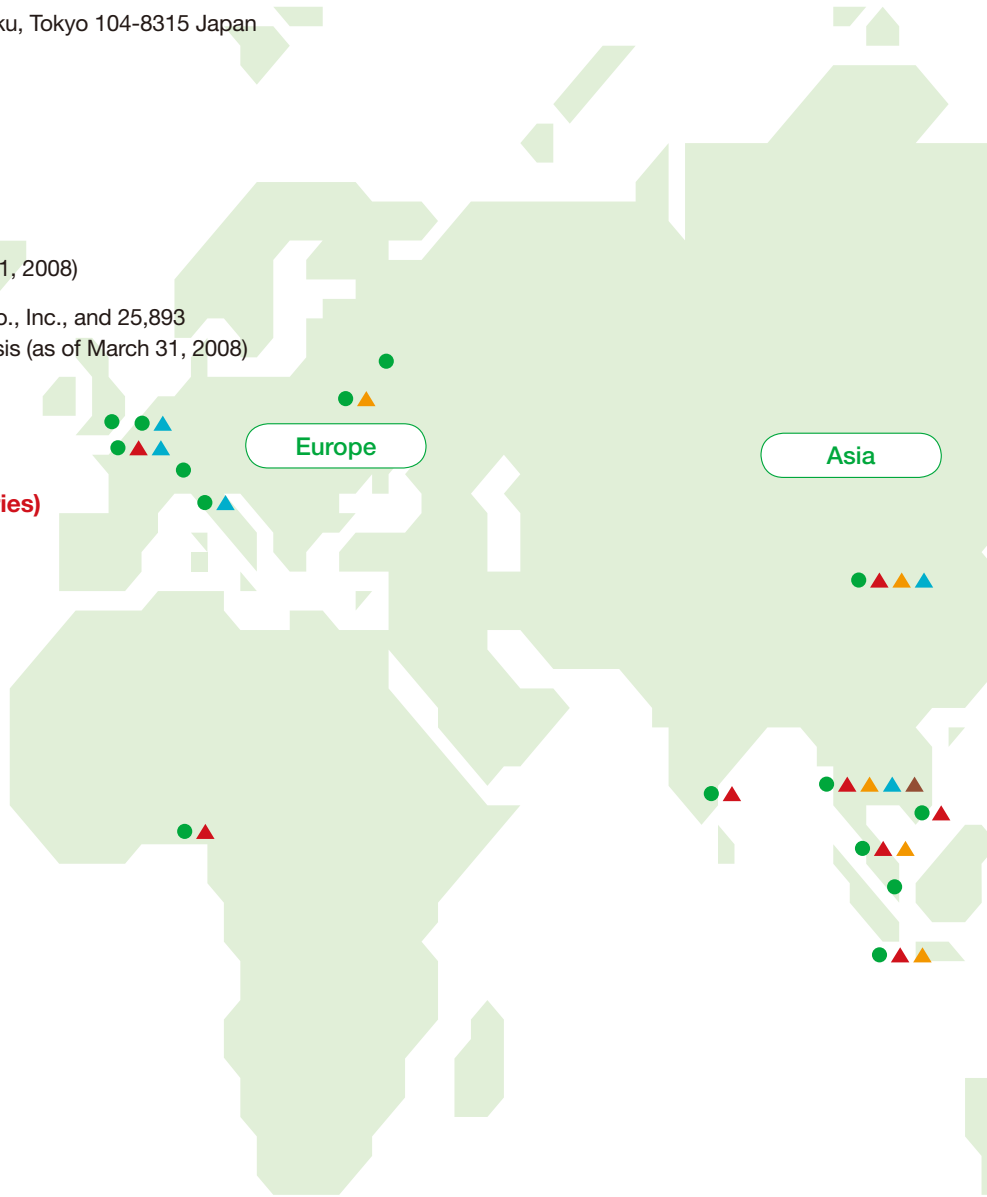 ku, Tokyo 104-8315 Japan
1, 2008)
o., Inc., and 25,893
sis (as of March 31, 2008)
Europe
Asia
ies)